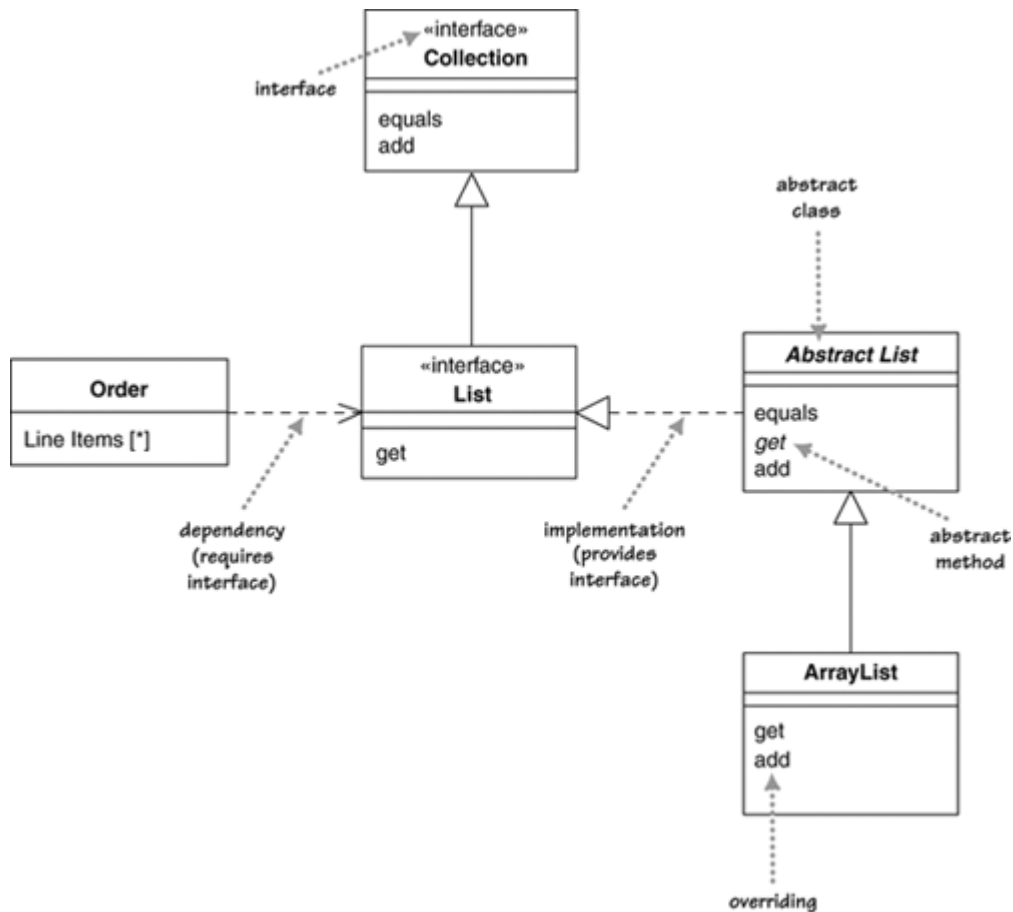 «interface»
Collection
interface
equals
add
abstract
class
«interface»
List
get
Abstract List
equals
get
add
Order
Line Items [*]
dependency
(requires
interface)
implementation
(provides
interface)
abstract
method
ArrayList
get
add
overriding